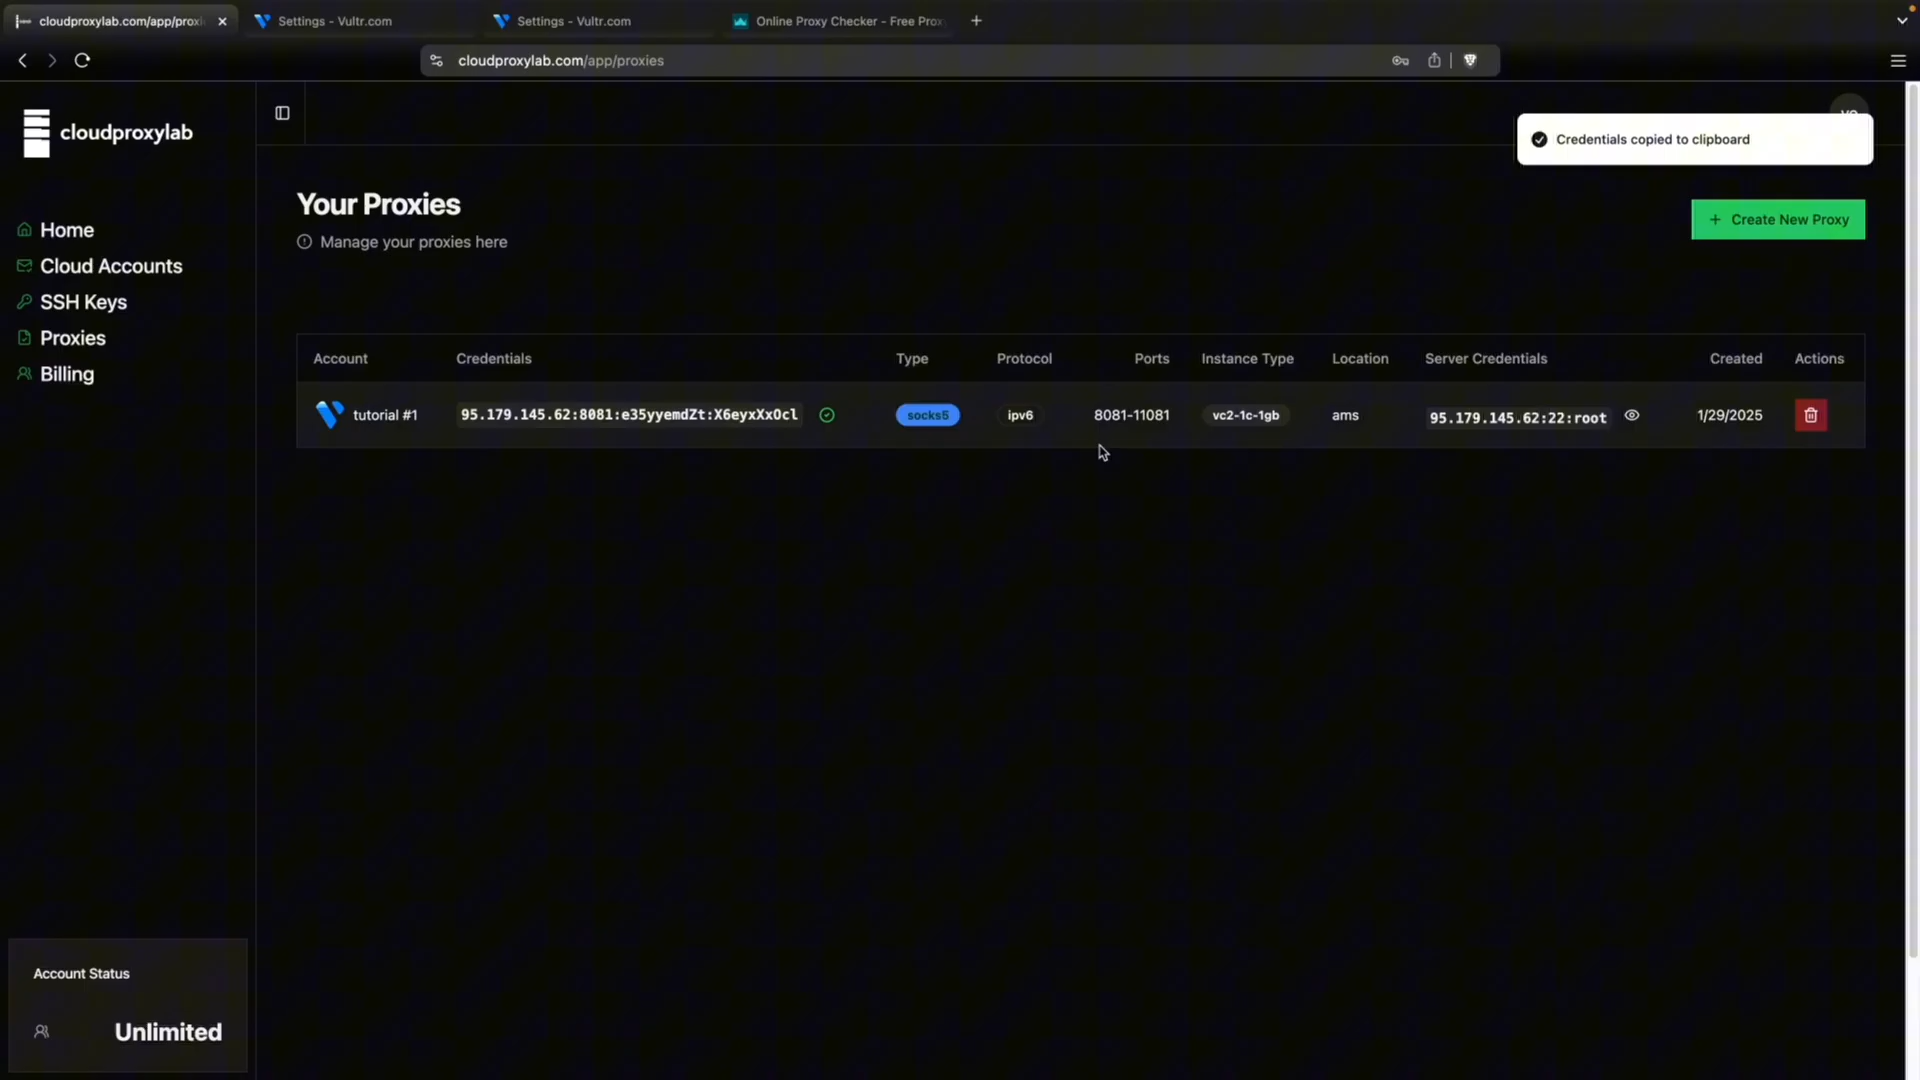 cloudproxylab.com/app/proxi
Settings - Vultr.com
Settings - Vultr.com
Online Proxy Checker - Free Prox
cloudproxylab.com/app/proxies
cloudproxylab
Credentials copied to clipboard
Home
Cloud Accounts
SSH Keys
Proxies
Billing
Your Proxies
Manage your proxies here
+ Create New Proxy
Account Credentials Type Protocol Ports Instance Type Location Server Credentials Created Actions
tutorial #1 95.179.145.62:8081:e35yyemdZt:X6eyxXxOcl socks5 ipv6 8081-11081 vc2-1c-1gb ams 95.179.145.62:22:root 1/29/2025
Account Status
Unlimited